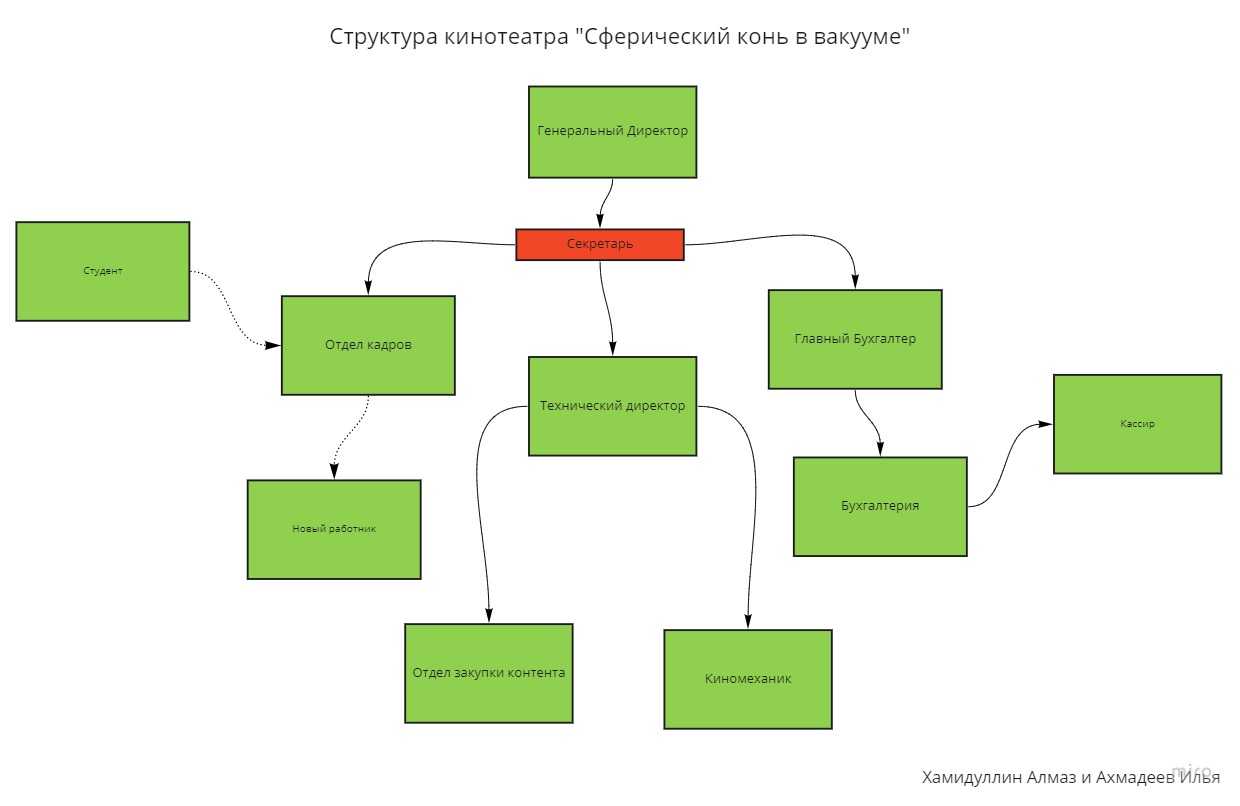 Структура кинотеатра "Сферический конь в вакууме"
Генеральный Директор
Секретарь
Студент
Отдел кадров
Главный Бухгалтер
Технический директор
Кассир
Бухгалтерия
Новый работник
Отдел закупки контента
Киномеханик
Хамидуллин Алмаз и Ахмадеев Илья
miro